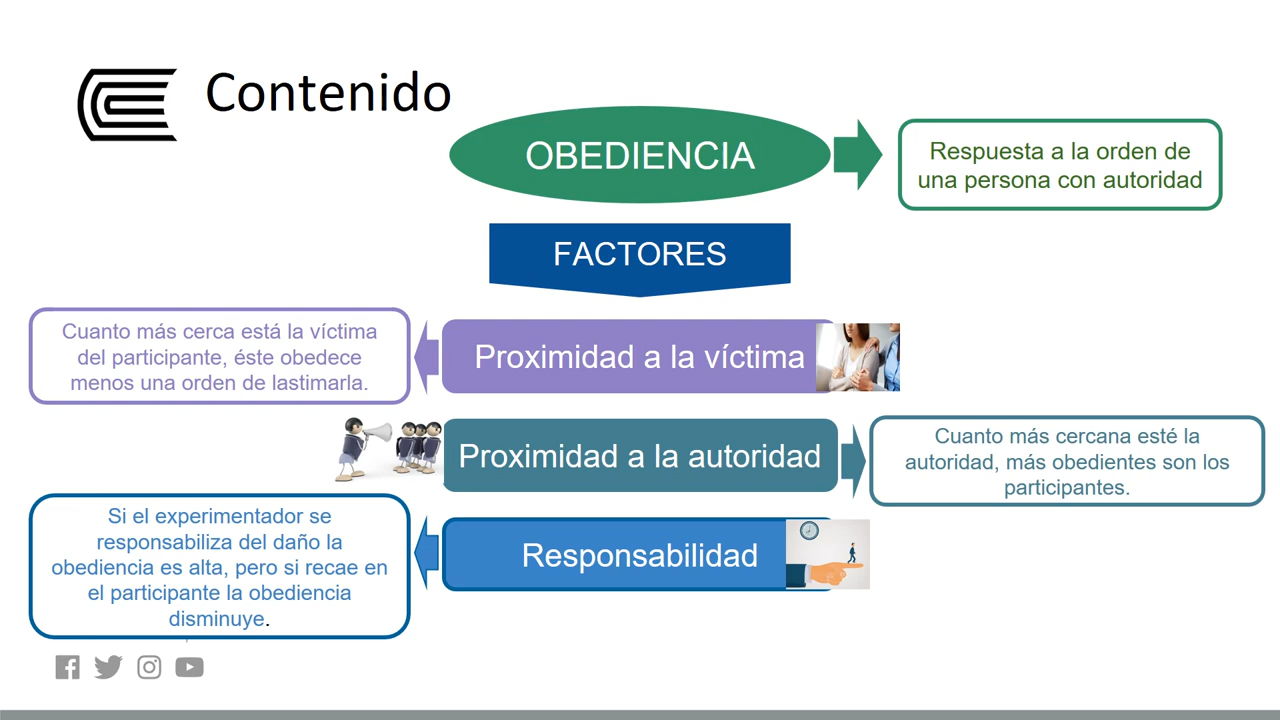 Contenido
OBEDIENCIA
Respuesta a la orden de
una persona con autoridad
FACTORES
Cuanto más cerca está la víctima
del participante, éste obedece
menos una orden de lastimarla.
Proximidad a la víctima
Proximidad a la autoridad
Cuanto más cercana esté la
autoridad, más obedientes son los
participantes.
Si el experimentador se
responsabiliza del daño la
obediencia es alta, pero si recae en
el participante la obediencia
disminuye.
Responsabilidad